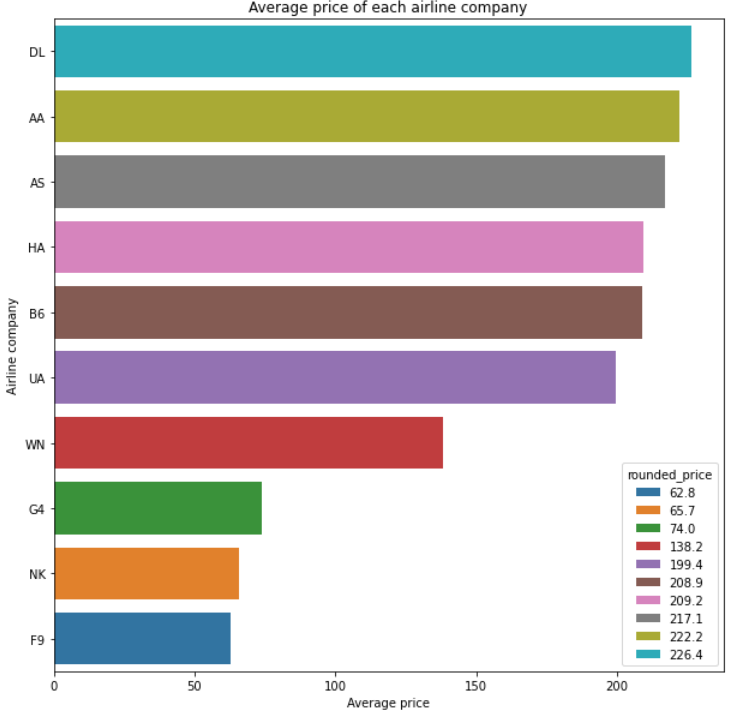 Average price of each airline company
DL
AA
AS
HA
B6
UA
WN
G4
NK
F9
Airline company
rounded_price
62.8
65.7
74.0
138.2
199.4
208.9
209.2
217.1
222.2
226.4
0 50 100 150 200
Average price